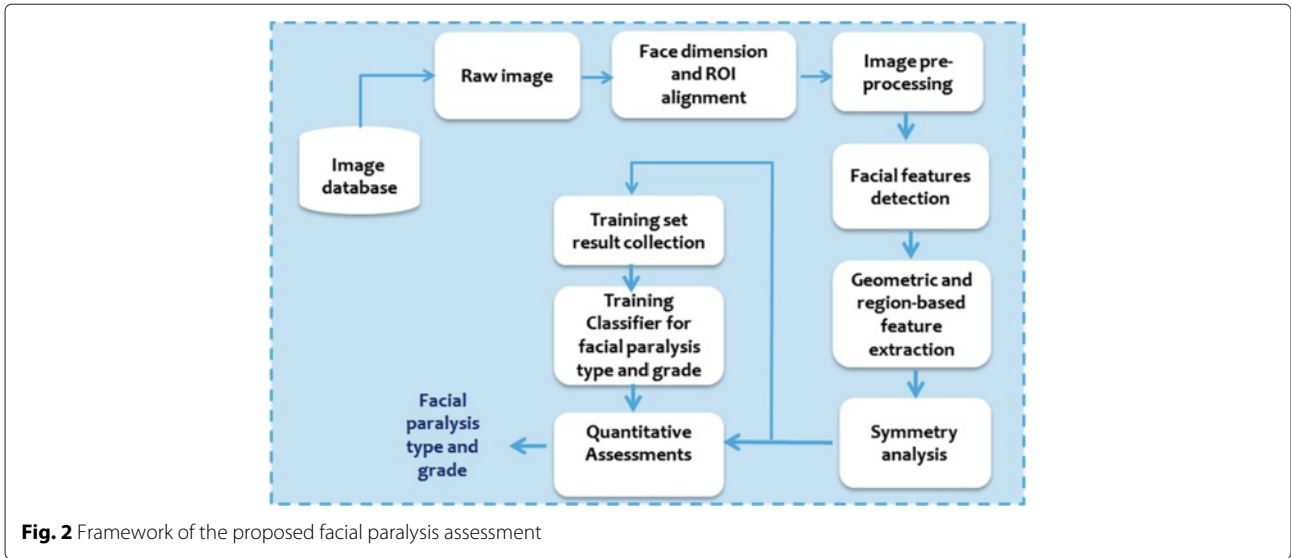 Raw image
Face dimension
and ROI
alignment
Image pre-
processing
Image
database
Facial features
detection
Training set
result collection
Geometric and
region-based
feature
extraction
Training
Classifier for
facial paralysis
type and grade
Facial
paralysis
type and
grade
Quantitative
Assessments
Symmetry
analysis
Fig. 2 Framework of the proposed facial paralysis assessment